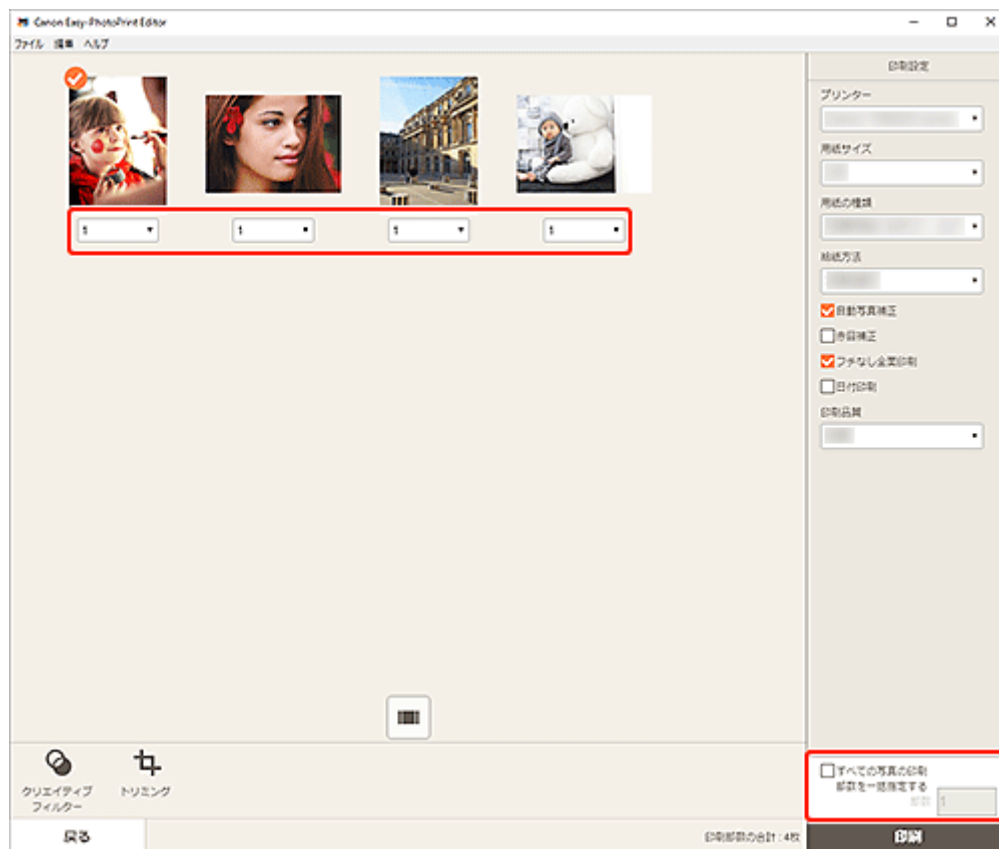 Canon Easy-PhotoPrint Editor
ファイル 編集 ヘルプ
印刷設定
プリンター
用紙サイズ
用紙の種類
給紙方法
自動写真補正
赤目補正
フチなし全面印刷
日付印刷
印刷品質
1 1 1 1
クリエイティブ
フィルター
トリミング
すべての写真の印刷
部数を一括指定する
部数 1
戻る
印刷部数の合計 : 4枚
印刷